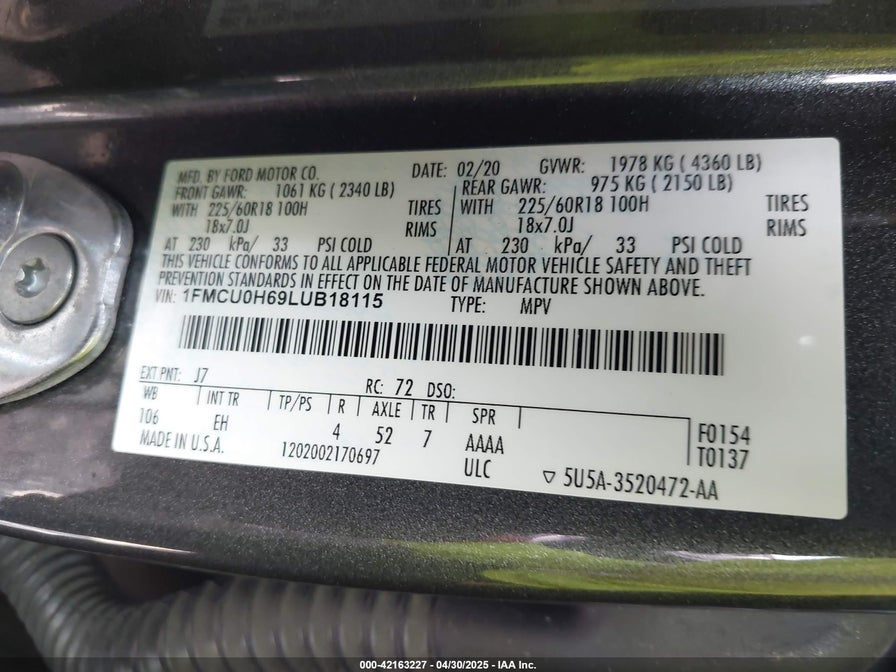 MFD. BY FORD MOTOR CO. DATE: 02/20 GVWR: 1978 KG ( 4360 LB)
FRONT GAWR: 1061 KG ( 2340 LB) REAR GAWR: 975 KG ( 2150 LB)
WITH 225/60R18 100H TIRES WITH 225/60R18 100H TIRES
18x7.0J RIMS 18x7.0J RIMS
AT 230 kPa/ 33 PSI COLD AT 230 kPa/ 33 PSI COLD
THIS VEHICLE CONFORMS TO ALL APPLICABLE FEDERAL MOTOR VEHICLE SAFETY AND THEFT
PREVENTION STANDARDS IN EFFECT ON THE DATE OF MANUFACTURE SHOWN ABOVE.
VIN: 1FMCU0H69LUB18115 TYPE: MPV
EXT PNT: J7 RC: 72 DSO:
WB INT TR TP/PS R AXLE TR SPR
106 EH 4 52 7 AAAA F0154
MADE IN U.S.A. 1202002170697 ULC T0137
▽ 5U5A-3520472-AA
000-42163227 - 04/30/2025 - IAA Inc.